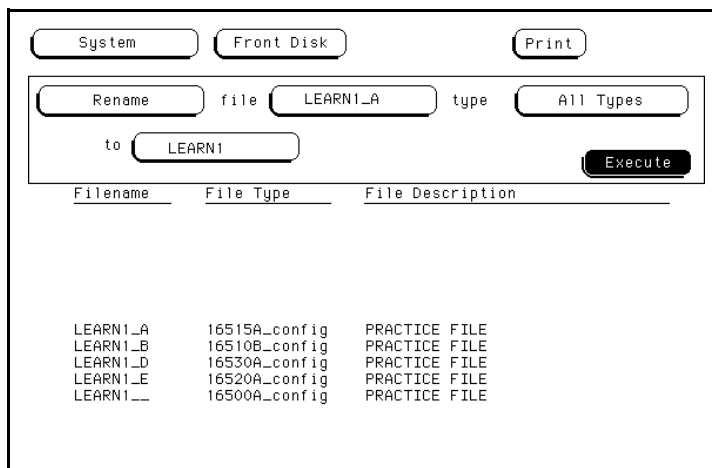 System Front Disk Print
Rename file LEARN1_A type All Types
to LEARN1
Execute
Filename File Type File Description
LEARN1_A 16515A_config PRACTICE FILE
LEARN1_B 16510B_config PRACTICE FILE
LEARN1_D 16530A_config PRACTICE FILE
LEARN1_E 16520A_config PRACTICE FILE
LEARN1__ 16500A_config PRACTICE FILE